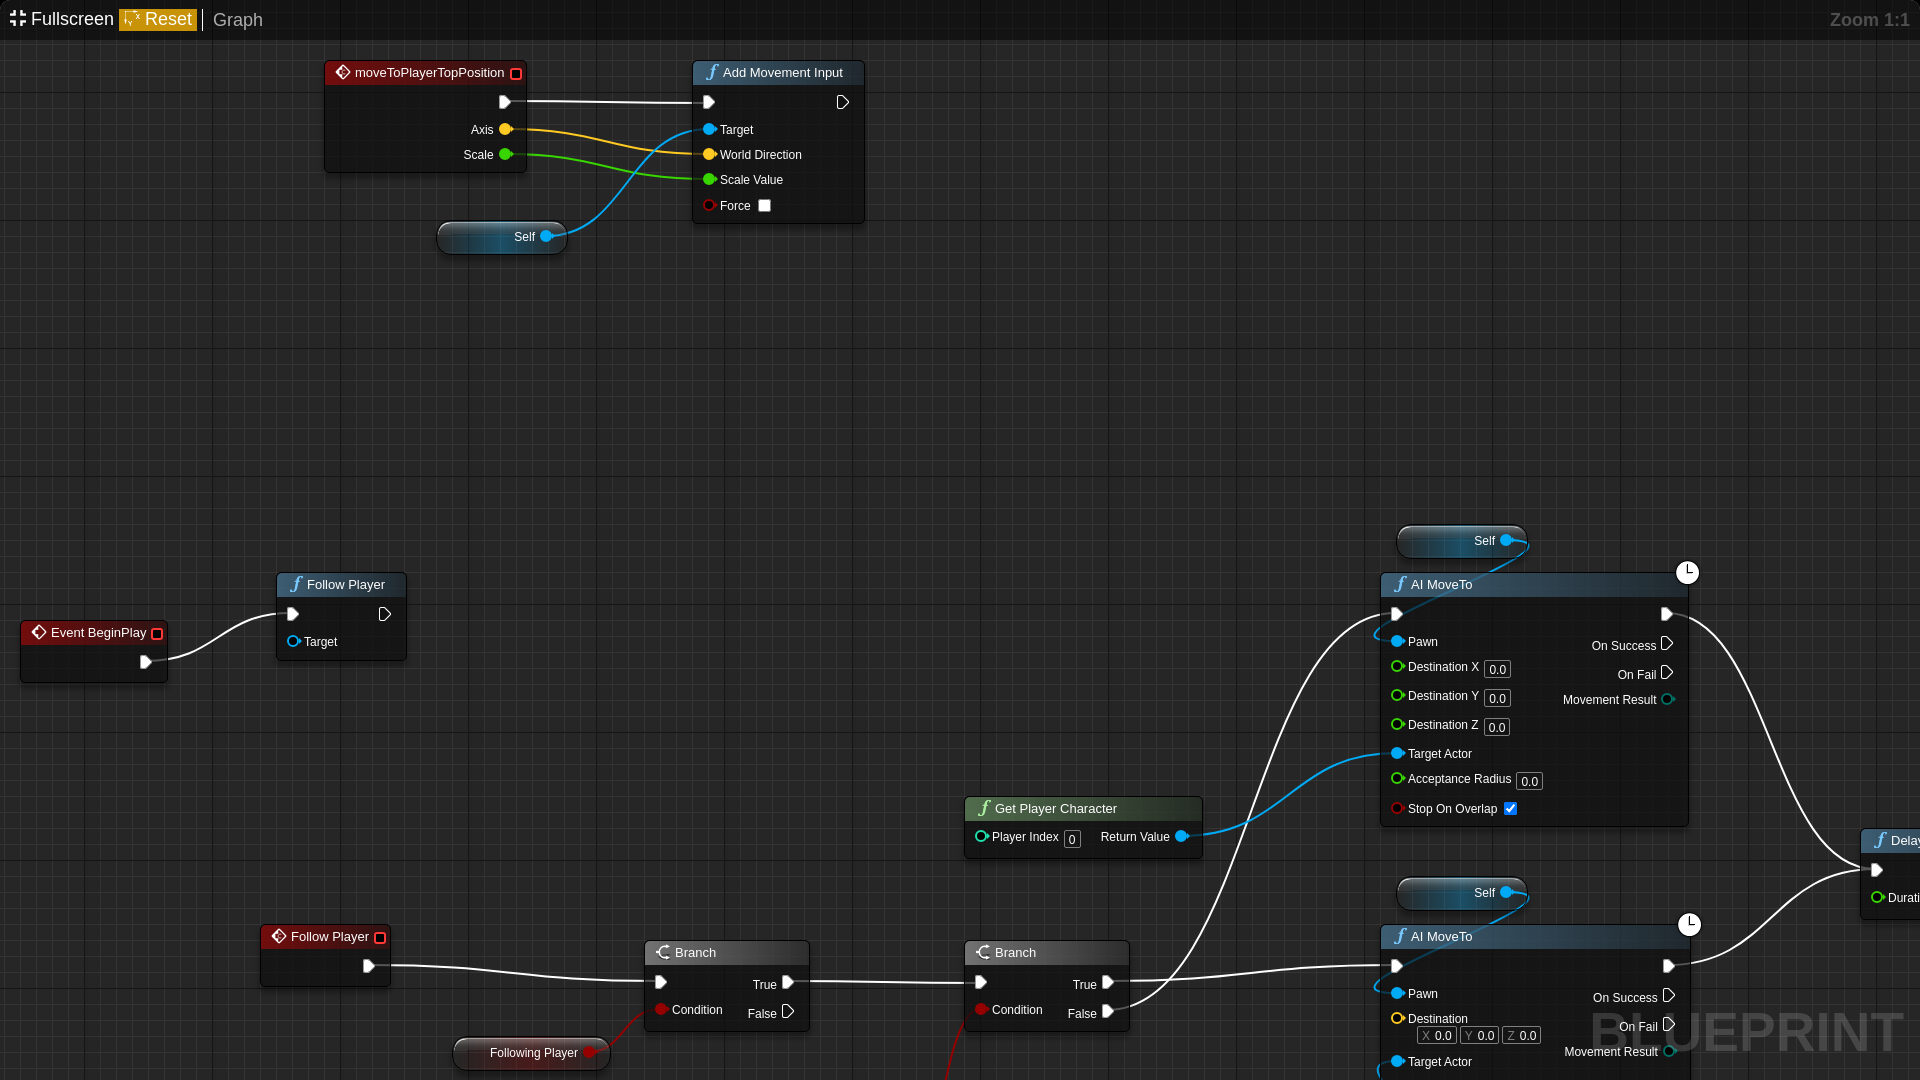 Fullscreen Reset Graph
Zoom 1:1
moveToPlayerTopPosition
Axis
Scale
Add Movement Input
Target
World Direction
Scale Value
Force
Self
Self
Follow Player
Target
Event BeginPlay
AI MoveTo
Pawn
On Success
Destination X 0.0
On Fail
Destination Y 0.0
Movement Result
Destination Z 0.0
Target Actor
Acceptance Radius 0.0
Stop On Overlap
Get Player Character
Player Index 0 Return Value
Delay
Durati
Self
Follow Player
Branch
True
Condition
False
Branch
True
Condition
False
Following Player
AI MoveTo
Pawn
On Success
Destination
X 0.0 Y 0.0 Z 0.0
On Fail
Movement Result
Target Actor
BLUEPRINT